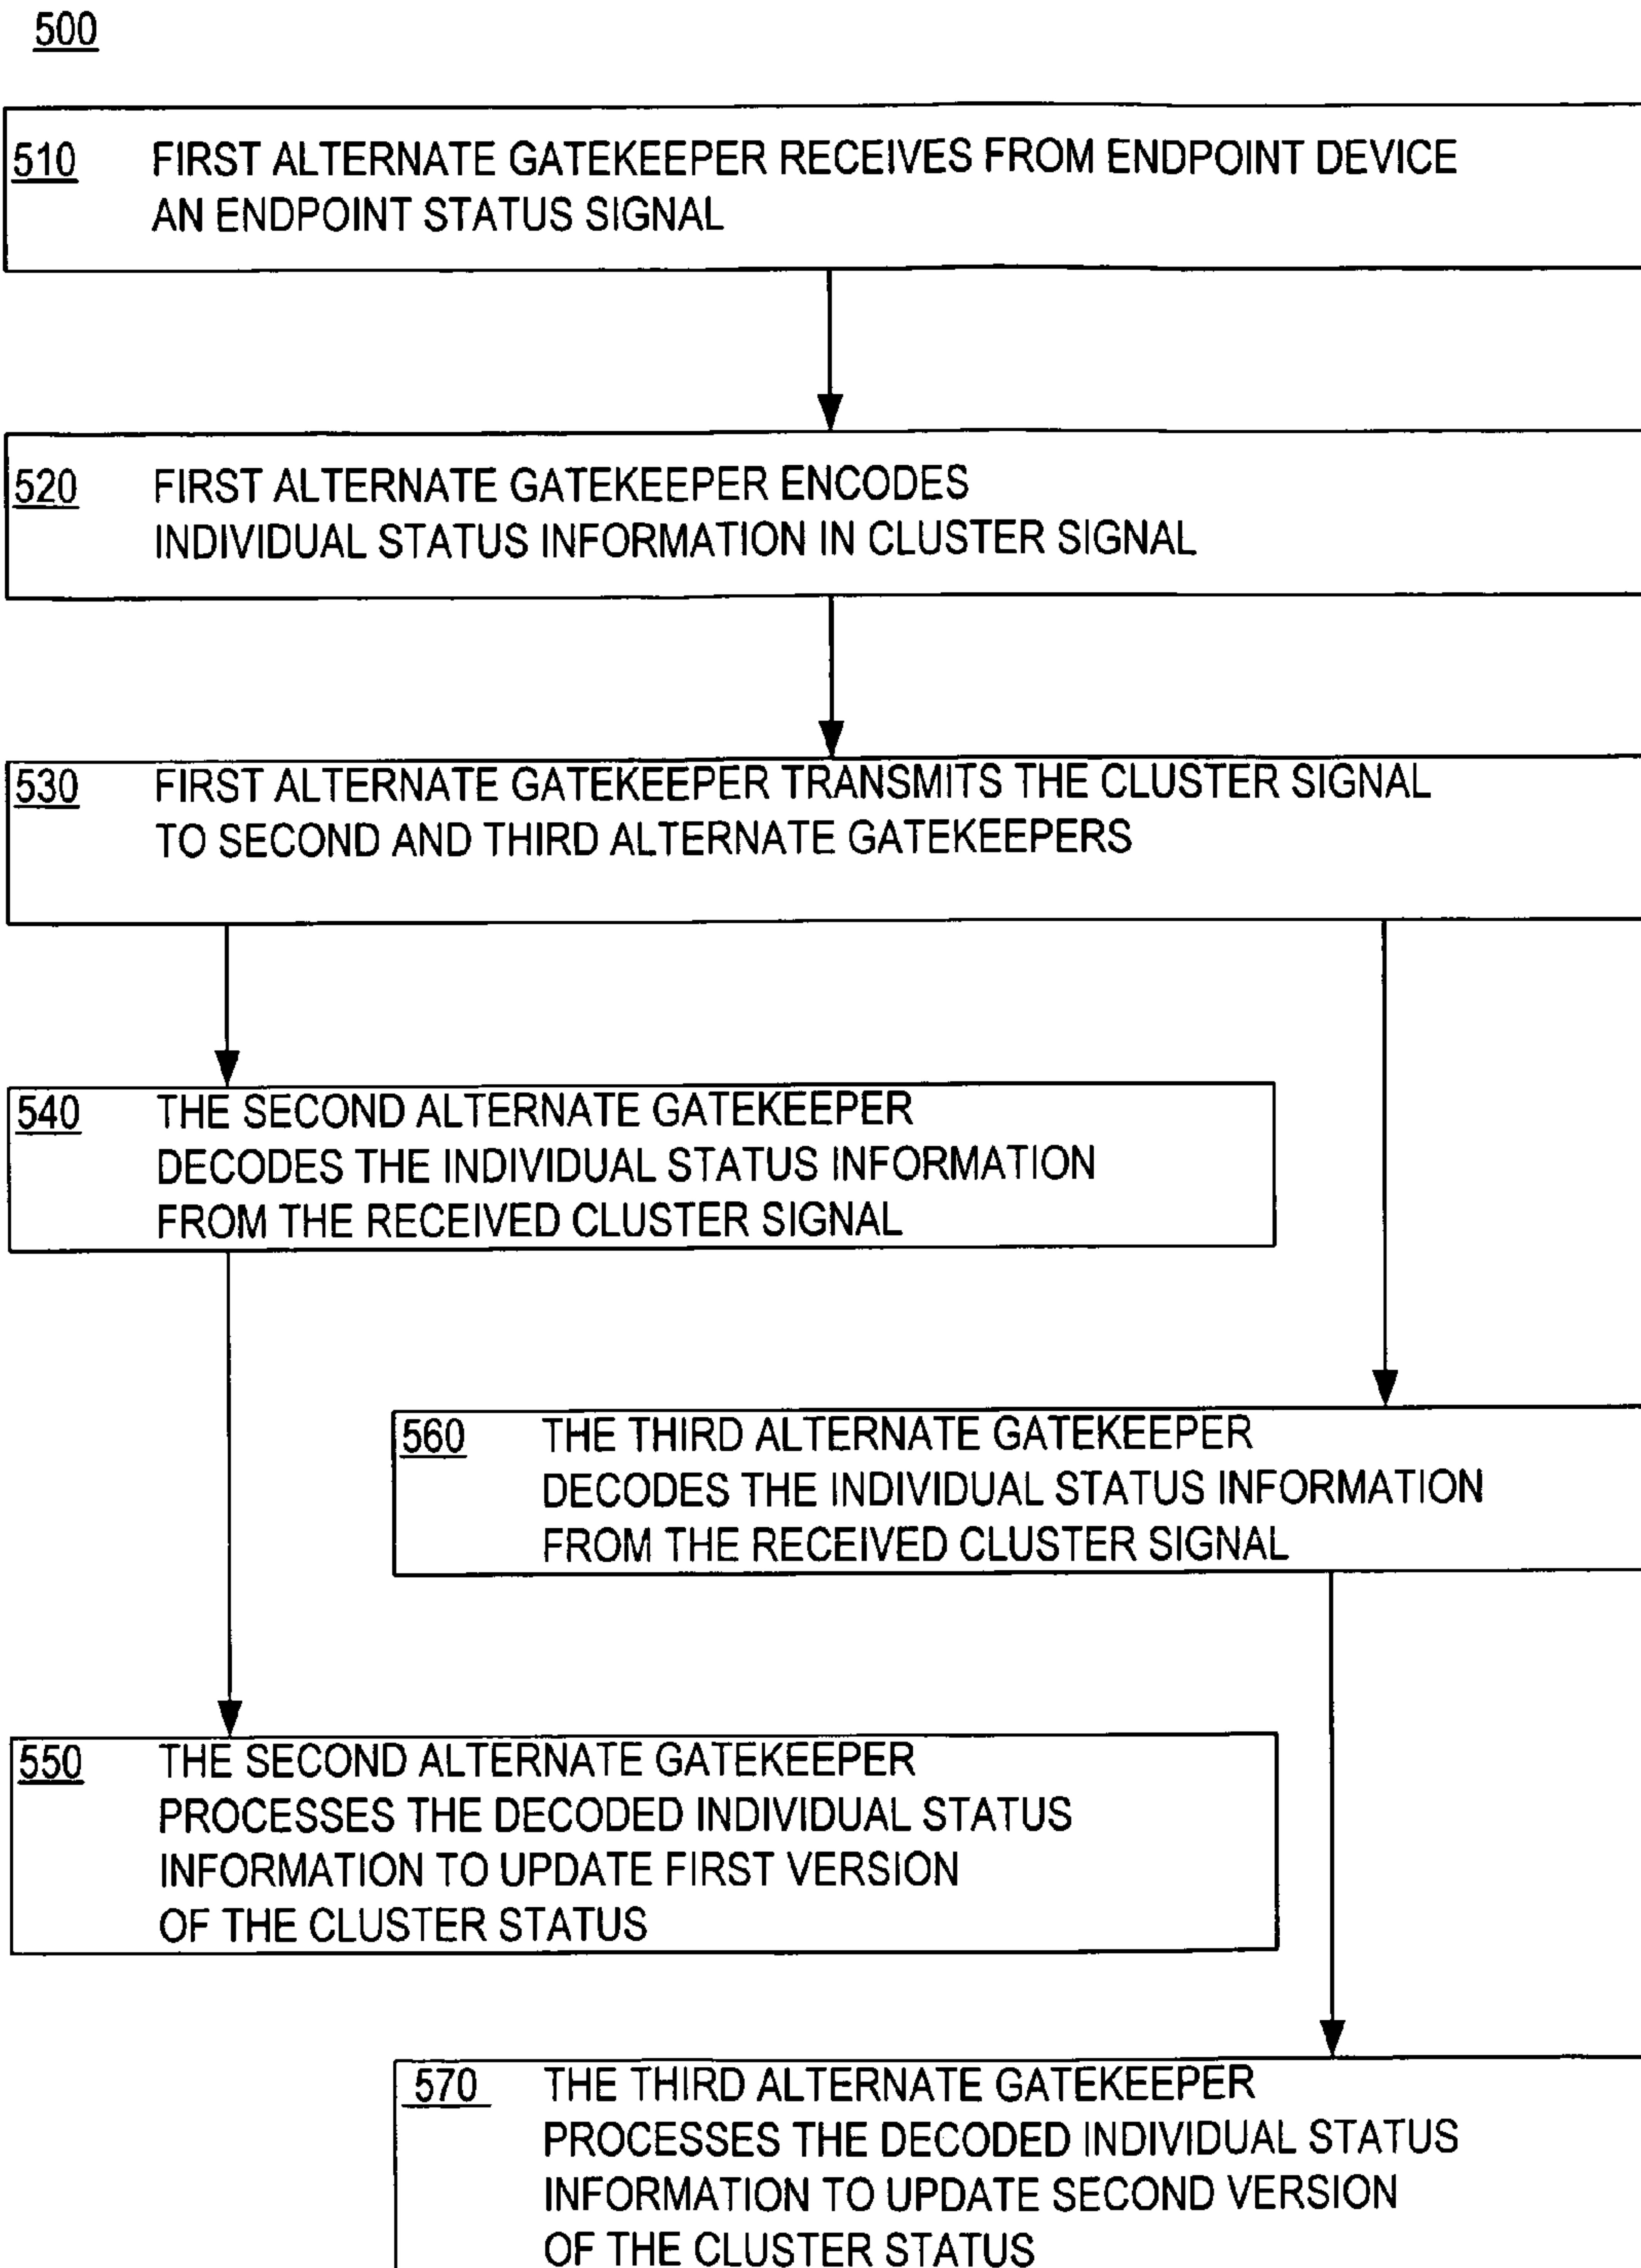 500
510 FIRST ALTERNATE GATEKEEPER RECEIVES FROM ENDPOINT DEVICE
AN ENDPOINT STATUS SIGNAL
520 FIRST ALTERNATE GATEKEEPER ENCODES
INDIVIDUAL STATUS INFORMATION IN CLUSTER SIGNAL
530 FIRST ALTERNATE GATEKEEPER TRANSMITS THE CLUSTER SIGNAL
TO SECOND AND THIRD ALTERNATE GATEKEEPERS
540 THE SECOND ALTERNATE GATEKEEPER
DECODES THE INDIVIDUAL STATUS INFORMATION
FROM THE RECEIVED CLUSTER SIGNAL
560 THE THIRD ALTERNATE GATEKEEPER
DECODES THE INDIVIDUAL STATUS INFORMATION
FROM THE RECEIVED CLUSTER SIGNAL
550 THE SECOND ALTERNATE GATEKEEPER
PROCESSES THE DECODED INDIVIDUAL STATUS
INFORMATION TO UPDATE FIRST VERSION
OF THE CLUSTER STATUS
570 THE THIRD ALTERNATE GATEKEEPER
PROCESSES THE DECODED INDIVIDUAL STATUS
INFORMATION TO UPDATE SECOND VERSION
OF THE CLUSTER STATUS